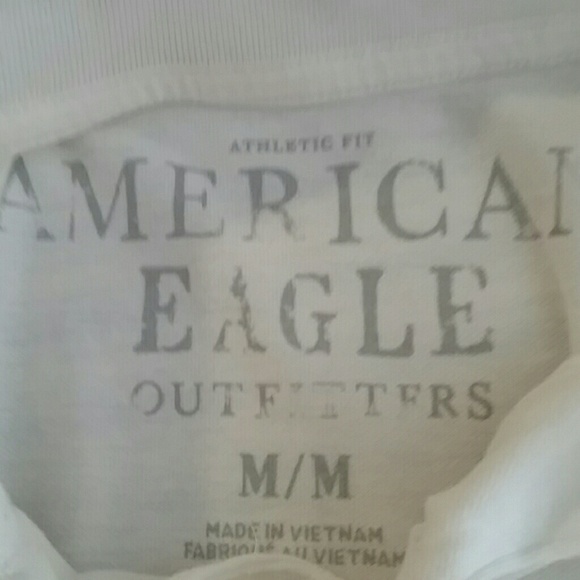 ATHLETIC FIT
AMERICAN
EAGLE
OUTFITTERS
M/M
MADE IN VIETNAM
FABRIQUÉ AU VIETNAM